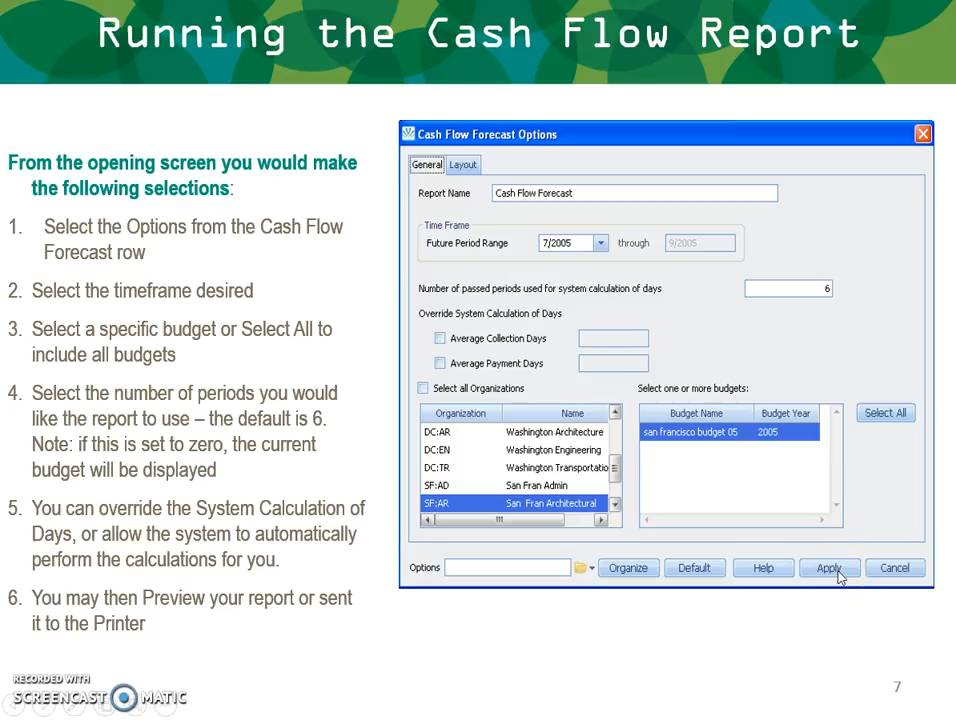 Running the Cash Flow Report
From the opening screen you would make
the following selections:
1. Select the Options from the Cash Flow
Forecast row
2. Select the timeframe desired
3. Select a specific budget or Select All to
include all budgets
4. Select the number of periods you would
like the report to use – the default is 6.
Note: if this is set to zero, the current
budget will be displayed
5. You can override the System Calculation of
Days, or allow the system to automatically
perform the calculations for you.
6. You may then Preview your report or sent
it to the Printer
Cash Flow Forecast Options
General Layout
Report Name Cash Flow Forecast
Time Frame
Future Period Range 7/2005 through 9/2005
Number of passed periods used for system calculation of days 6
Override System Calculation of Days
Average Collection Days
Average Payment Days
Select all Organizations Select one or more budgets:
Organization Name Budget Name Budget Year Select All
DC:AR Washington Architecture san francisco budget 05 2005
DC:EN Washington Engineering
DC:TR Washington Transportatio
SF:AD San Fran Admin
SF:AR San Fran Architectural
Options Organize Default Help Apply Cancel
RECORDED WITH
SCREENCAST MATIC
7